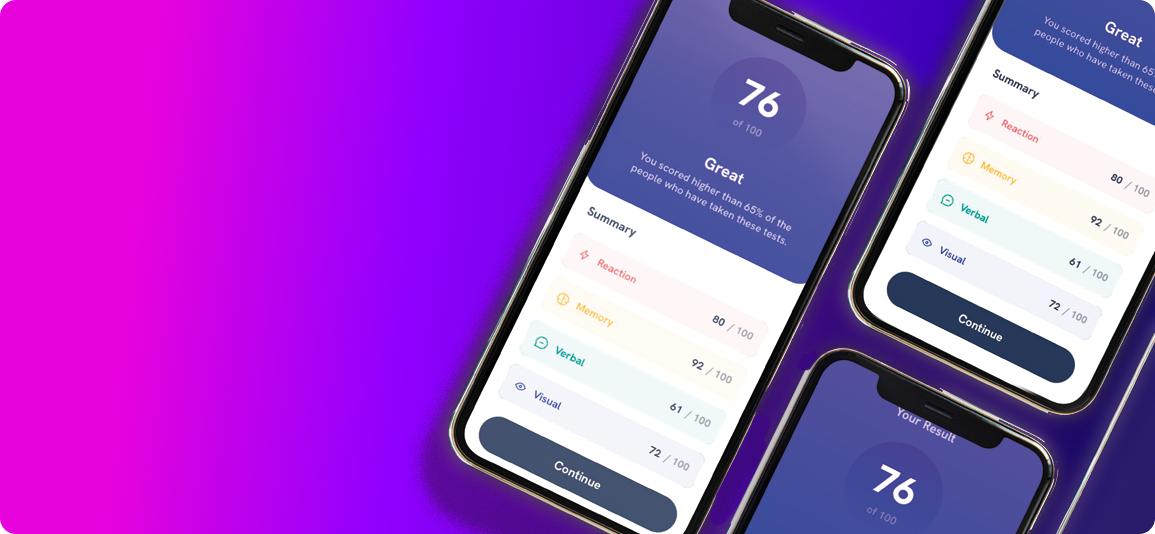 76
of 100
Great
You scored higher than 65% of the
people who have taken these tests.
Summary
Reaction
80 / 100
Memory
92 / 100
Verbal
61 / 100
Visual
72 / 100
Continue
Great
You scored higher than 65%
people who have taken these
Summary
Reaction
80 / 100
Memory
92 / 100
Verbal
61 / 100
Visual
72 / 100
Continue
Your Result
76
of 100